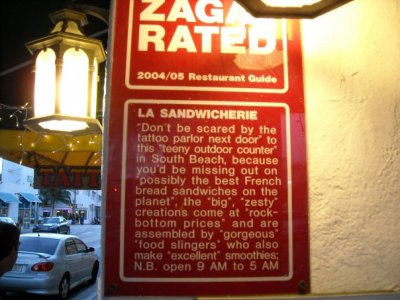 ZAGA
RATED
2004/05 Restaurant Guide
LA SANDWICHERIE
"Don't be scared by the
tattoo parlor next door" to
this "teeny outdoor counter"
in South Beach, because
you'd be missing out on
"possibly the best French
bread sandwiches on the
planet", the "big", "zesty"
creations come at "rock-
bottom prices" and are
assembled by "gorgeous"
"food slingers" who also
make "excellent" smoothies;
N.B. open 9 AM to 5 AM
TATT